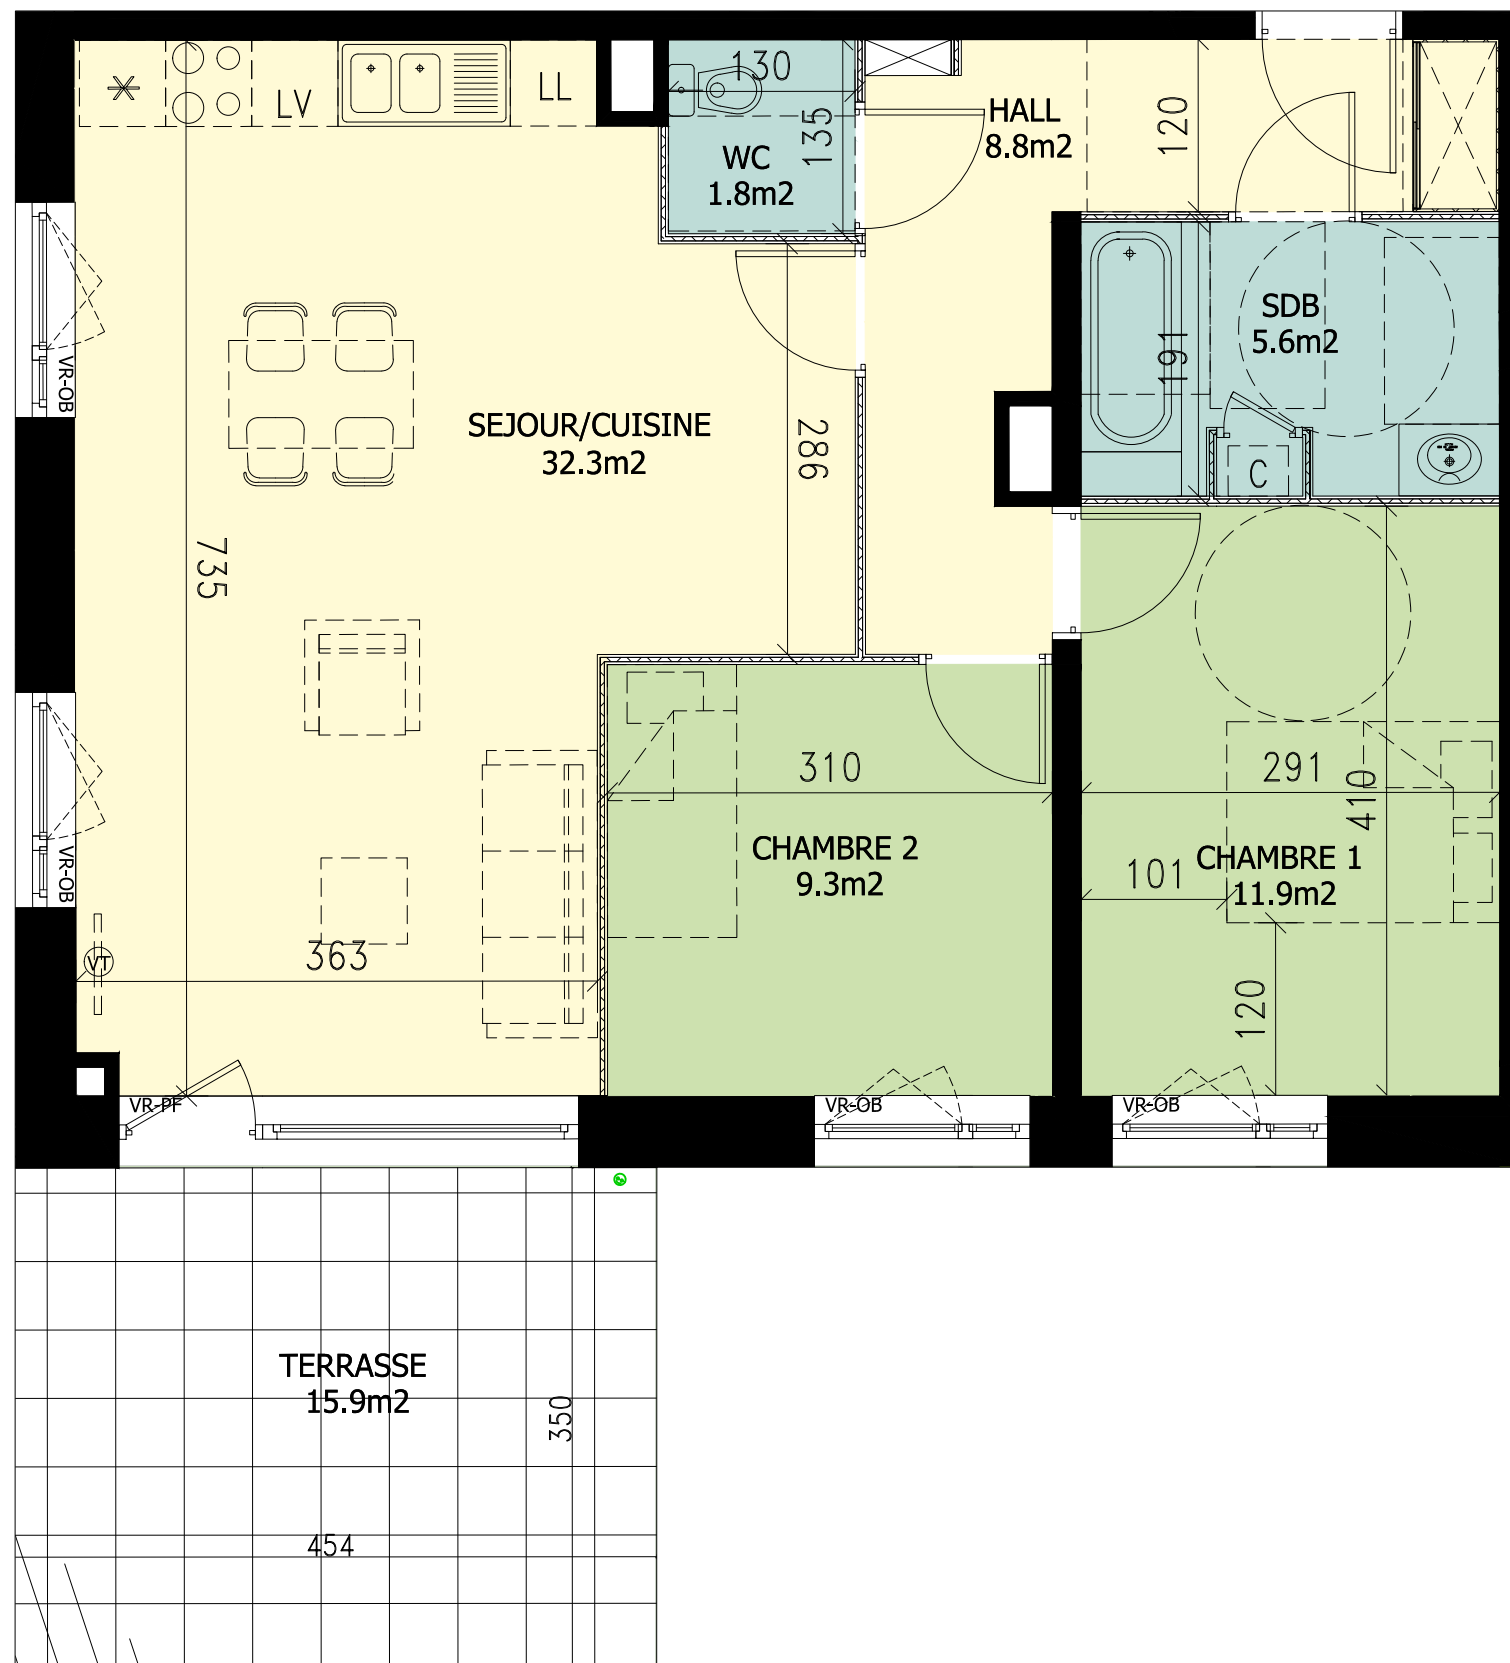 LV
LL
130
135
WC
1.8m2
HALL
8.8m2
120
VR-OB
SEJOUR/CUISINE
32.3m2
286
191
SDB
5.6m2
C
735
310
291
410
CHAMBRE 2
9.3m2
CHAMBRE 1
11.9m2
101
VR-OB
VT
363
120
VR-PF
VR-OB
VR-OB
TERRASSE
15.9m2
350
454